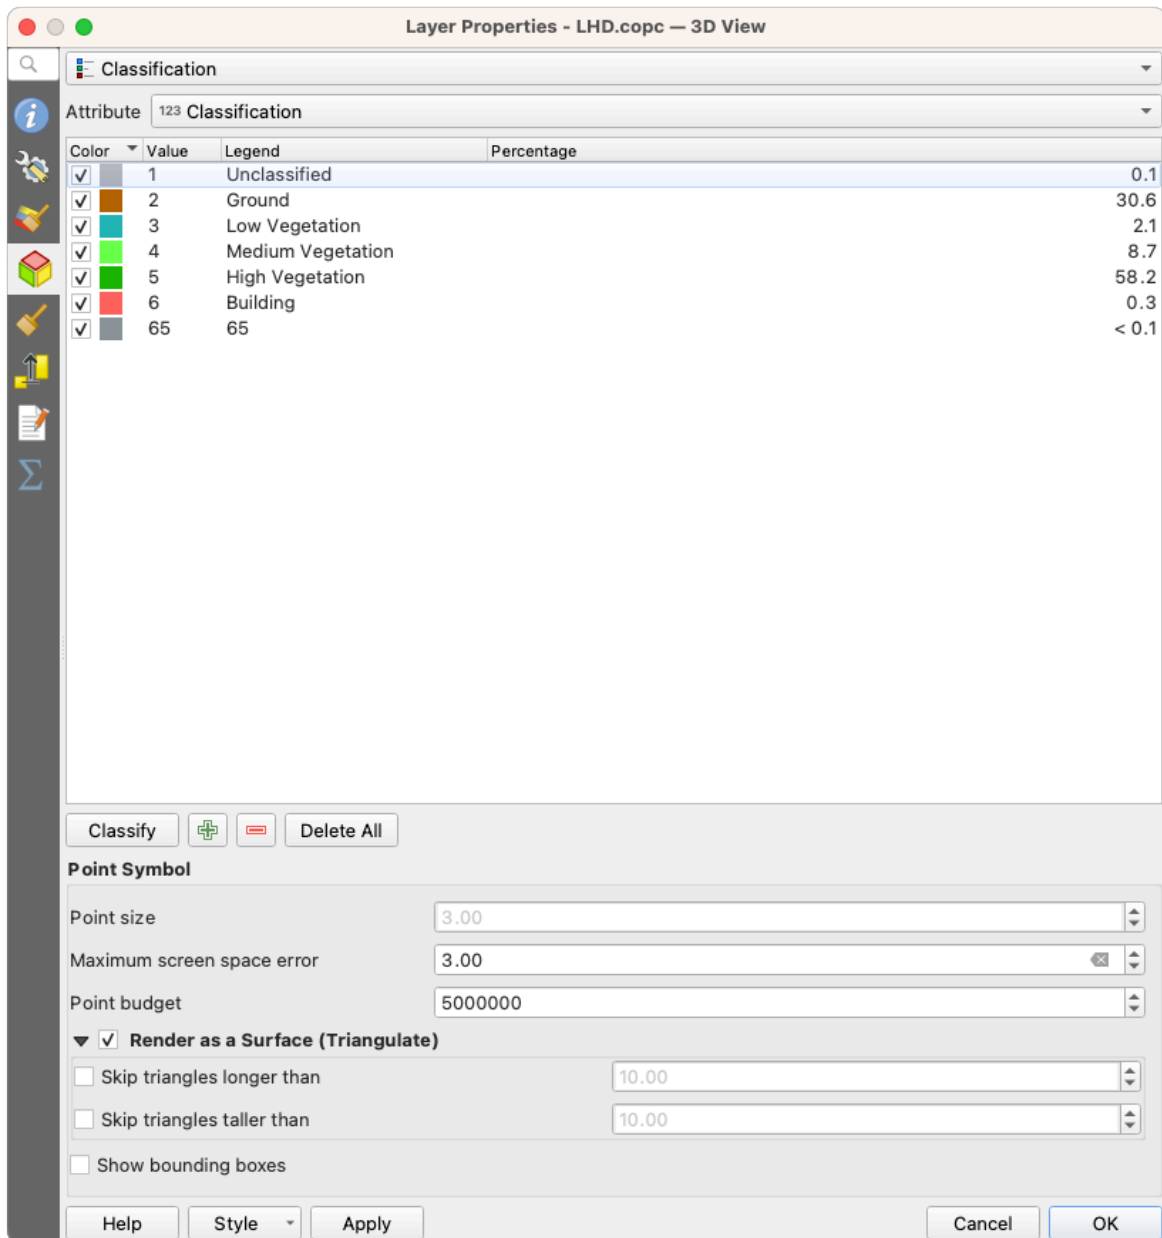 Layer Properties - LHD.copc — 3D View
Classification
Attribute 123 Classification
Color Value Legend Percentage
1 Unclassified 0.1
2 Ground 30.6
3 Low Vegetation 2.1
4 Medium Vegetation 8.7
5 High Vegetation 58.2
6 Building 0.3
65 65 < 0.1
Classify Delete All
Point Symbol
Point size 3.00
Maximum screen space error 3.00
Point budget 5000000
Render as a Surface (Triangulate)
Skip triangles longer than 10.00
Skip triangles taller than 10.00
Show bounding boxes
Help Style Apply Cancel OK